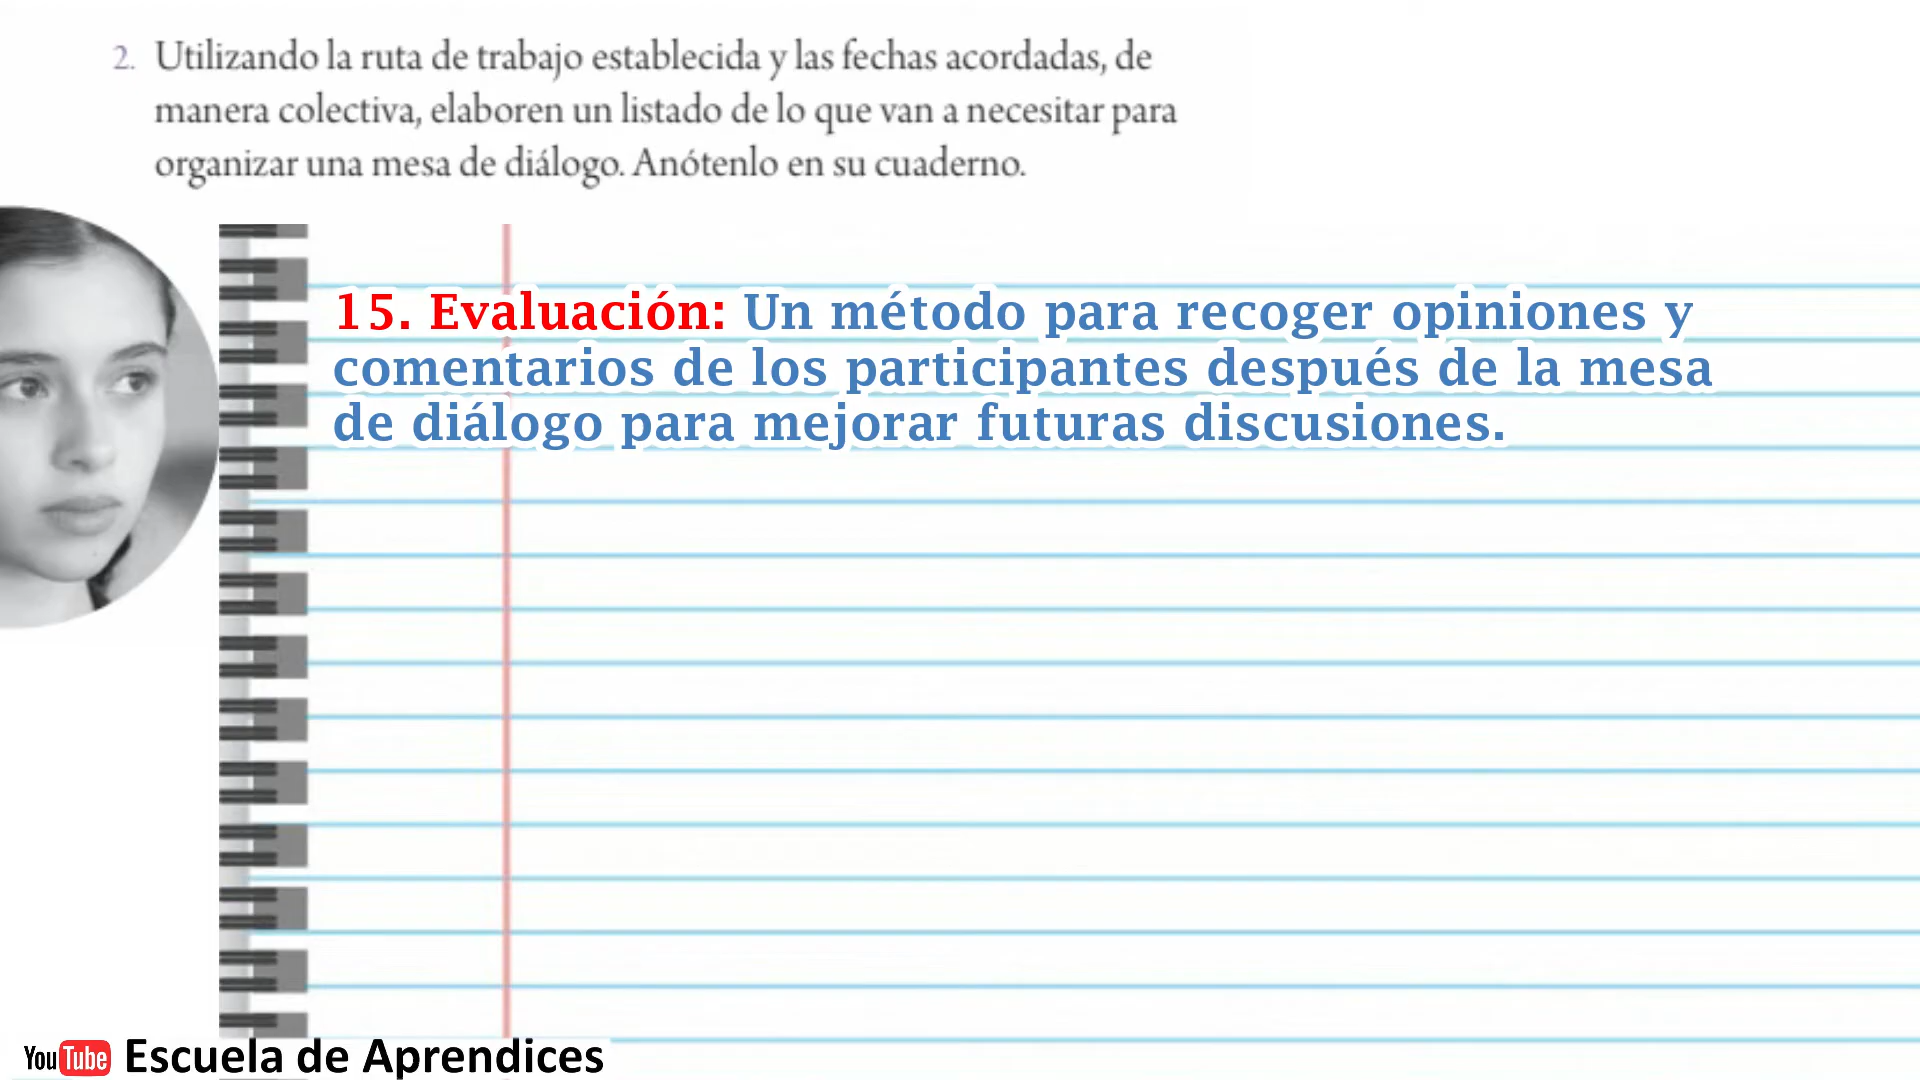 2. Utilizando la ruta de trabajo establecida y las fechas acordadas, de
manera colectiva, elaboren un listado de lo que van a necesitar para
organizar una mesa de diálogo. Anótenlo en su cuaderno.
15. Evaluación: Un método para recoger opiniones y
comentarios de los participantes después de la mesa
de diálogo para mejorar futuras discusiones.
YouTube Escuela de Aprendices